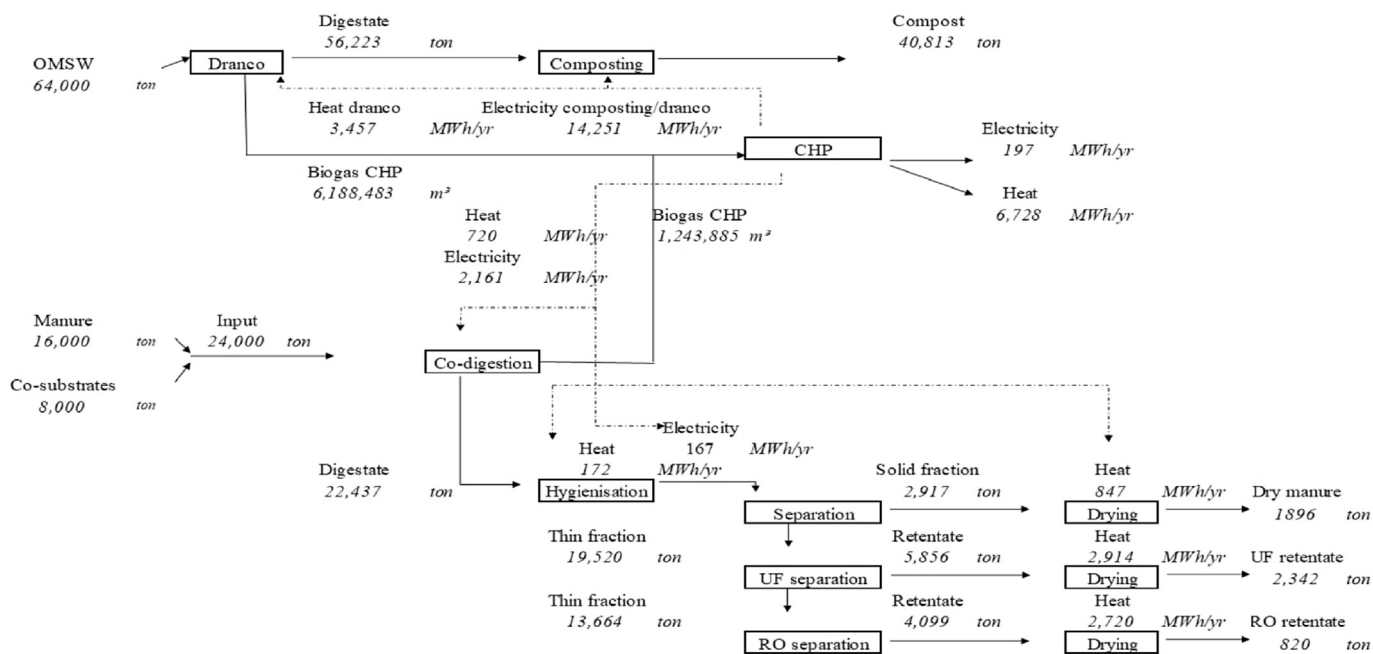 Digestate
56,223 ton
Compost
40,813 ton
OMSW
64,000 ton
Dranco
Composting
Heat dranco
3,457 MWh/yr
Electricity composting/dranco
14,251 MWh/yr
CHP
Electricity
197 MWh/yr
Biogas CHP
6,188,483 m³
Heat
6,728 MWh/yr
Heat
720 MWh/yr
Biogas CHP
1,243,885 m³
Electricity
2,161 MWh/yr
Manure
16,000 ton
Input
24,000 ton
Co-digestion
Co-substrates
8,000 ton
Electricity
167 MWh/yr
Heat
172 MWh/yr
Digestate
22,437 ton
Hygienisation
Solid fraction
2,917 ton
Heat
847 MWh/yr
Dry manure
1896 ton
Separation
Drying
Thin fraction
19,520 ton
Retentate
5,856 ton
Heat
2,914 MWh/yr
UF retentate
2,342 ton
UF separation
Drying
Thin fraction
13,664 ton
Retentate
4,099 ton
Heat
2,720 MWh/yr
RO retentate
820 ton
RO separation
Drying